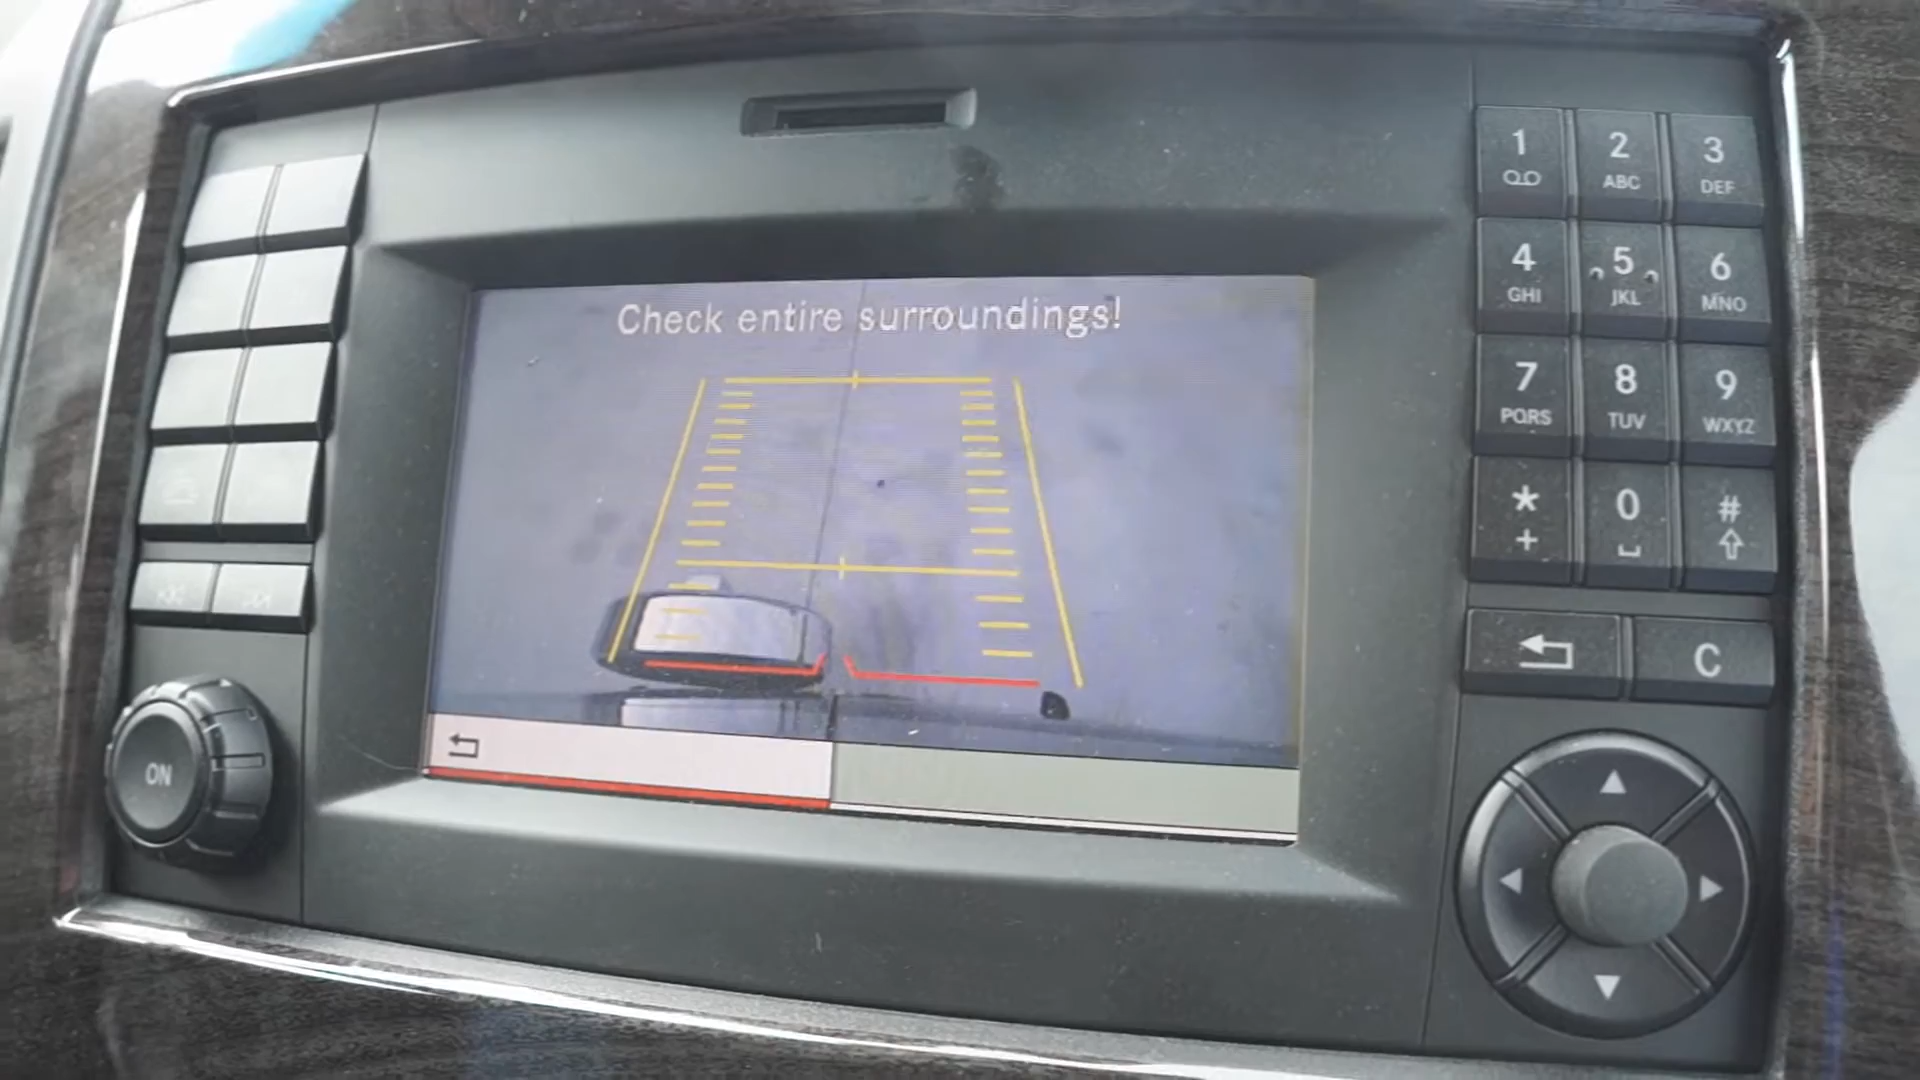 Check entire surroundings!
1
2 ABC
3 DEF
4 GHI
5 JKL
6 MNO
7 PQRS
8 TUV
9 WXYZ
* +
0
#
C
ON